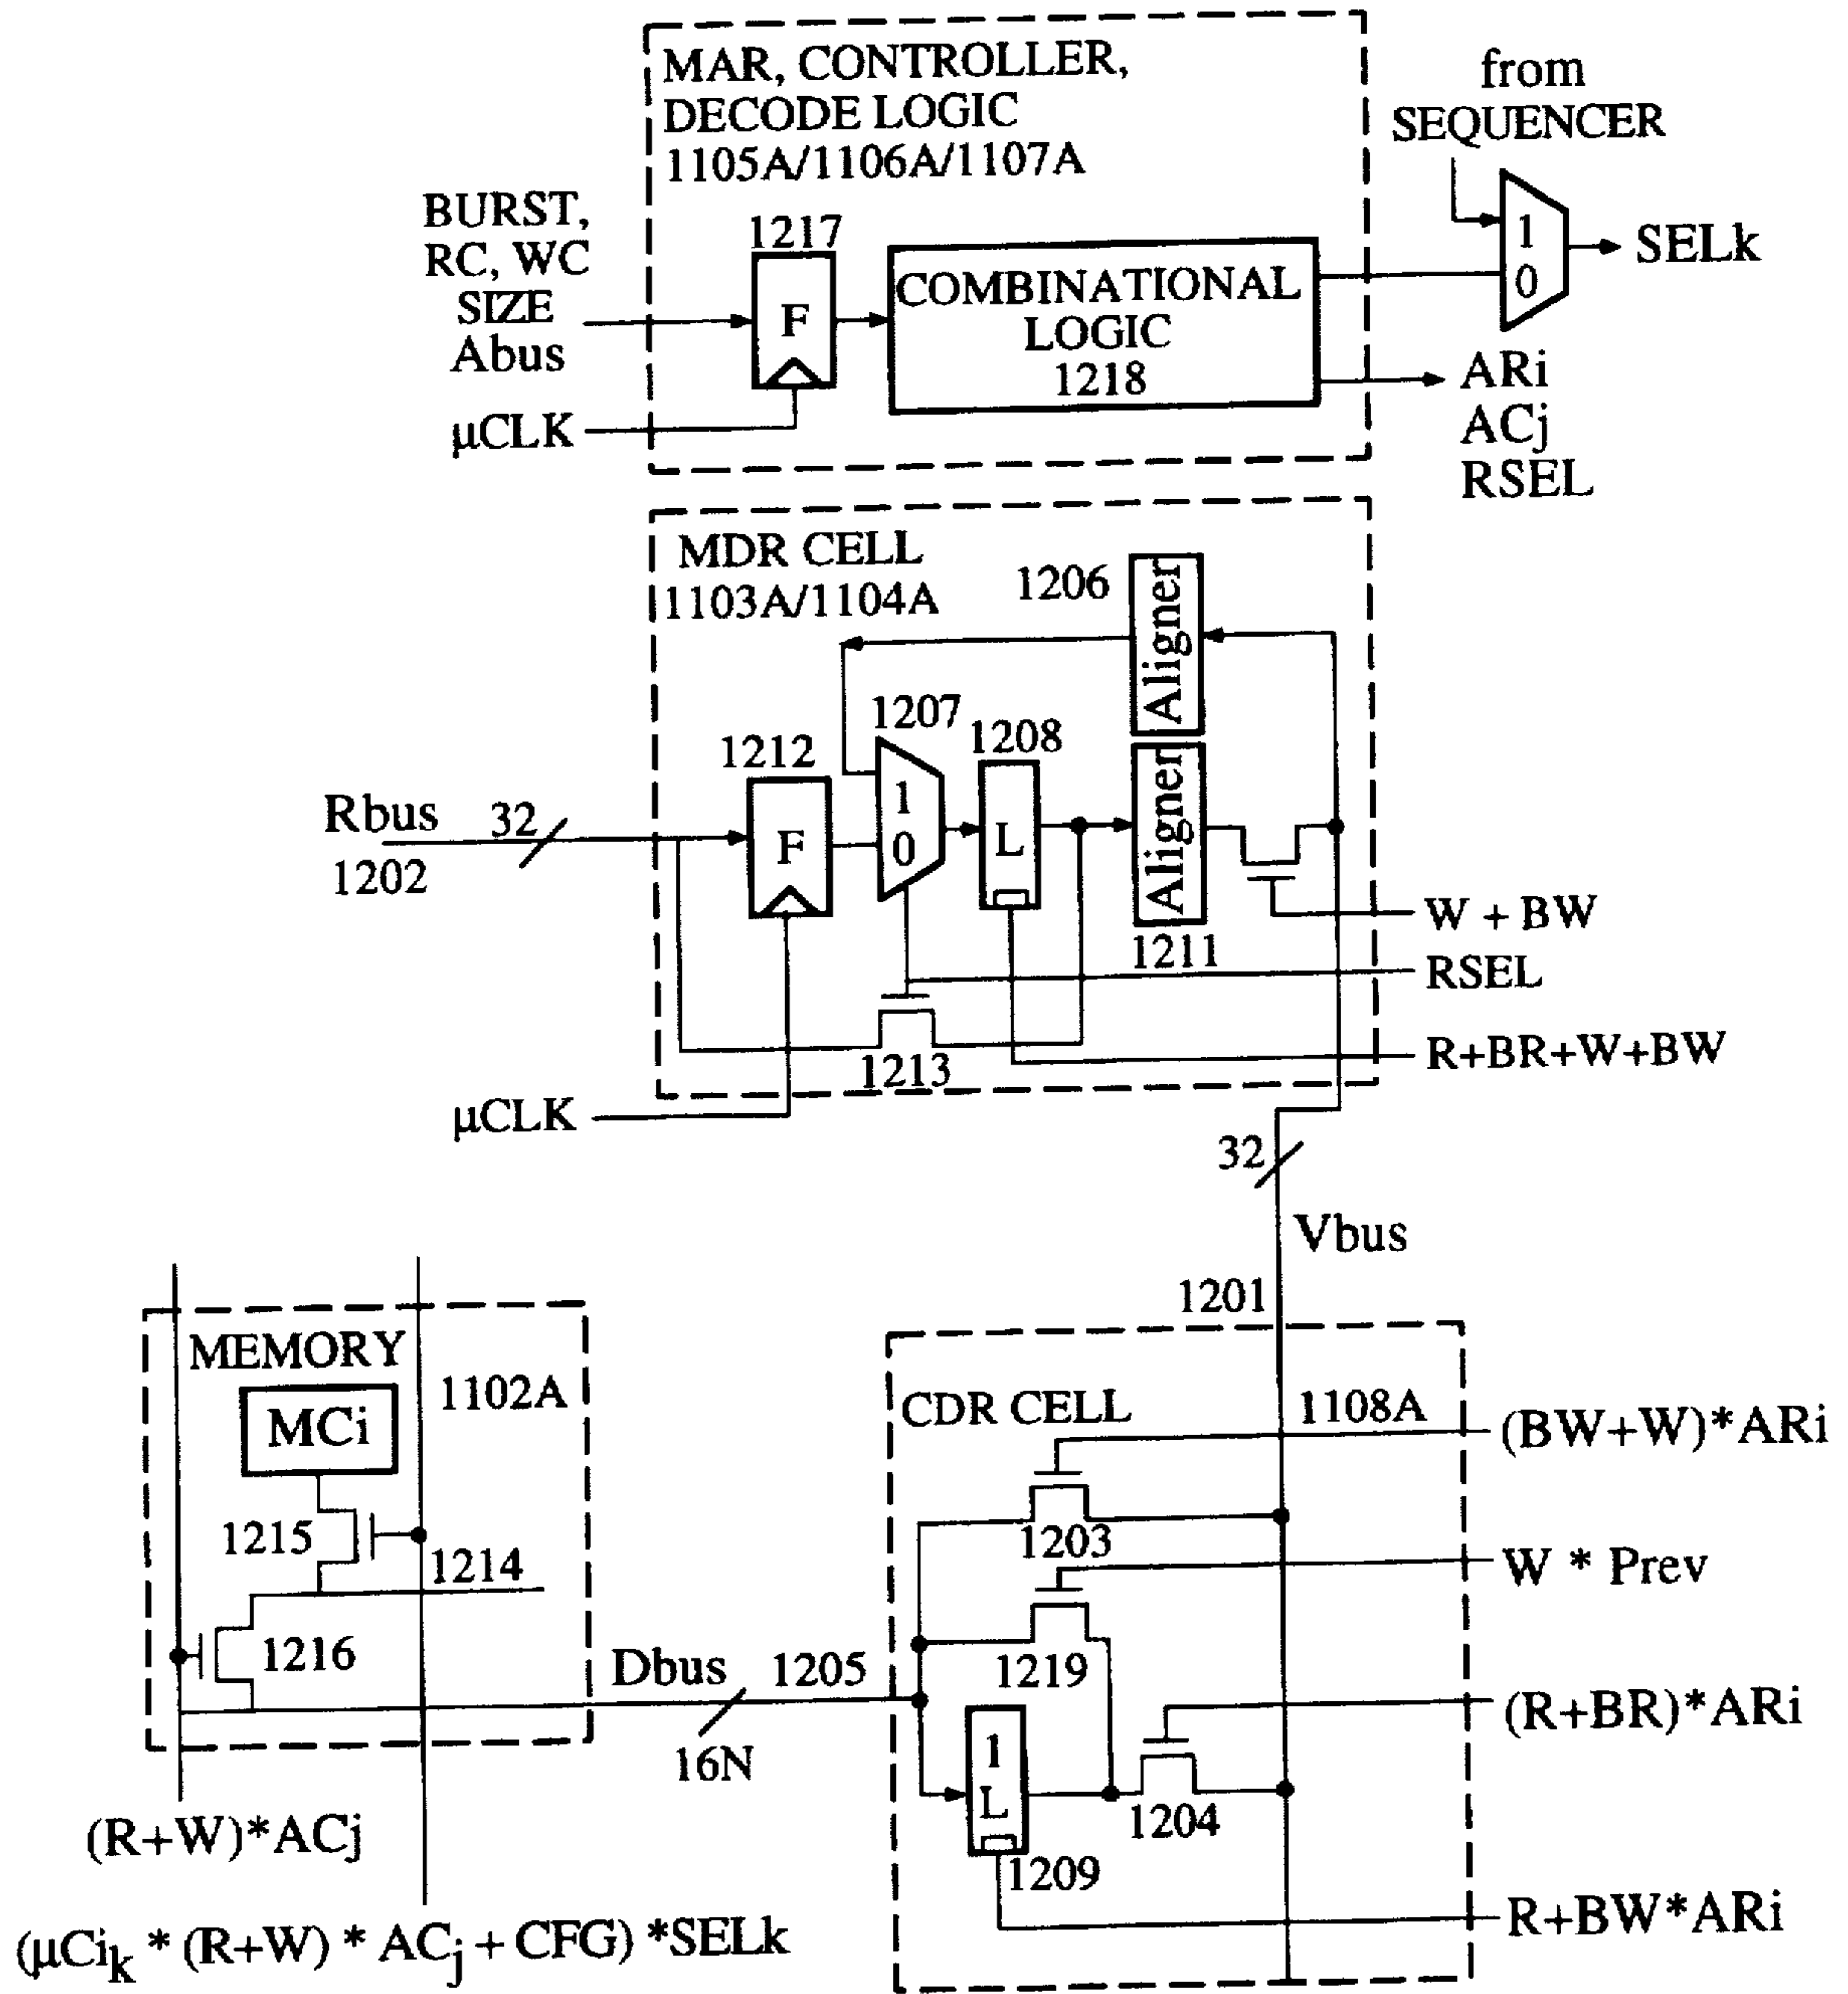 MAR, CONTROLLER,
DECODE LOGIC
1105A/1106A/1107A
from
SEQUENCER
BURST,
RC, WC
SIZE
Abus
1217
F
COMBINATIONAL
LOGIC
1218
1
0
SELk
µCLK
ARi
ACj
RSEL
MDR CELL
1103A/1104A
1206
Aligner
1207
1208
1212
Rbus
32
1202
F
1
0
L
Aligner
1211
W + BW
RSEL
1213
R+BR+W+BW
µCLK
32
Vbus
1201
MEMORY
1102A
MCi
1215
1214
1216
Dbus
1205
16N
(R+W)*ACj
(µCik * (R+W) * ACj + CFG) *SELk
CDR CELL
1108A
(BW+W)*ARi
1203
W * Prev
1219
(R+BR)*ARi
1
L
1204
1209
R+BW*ARi